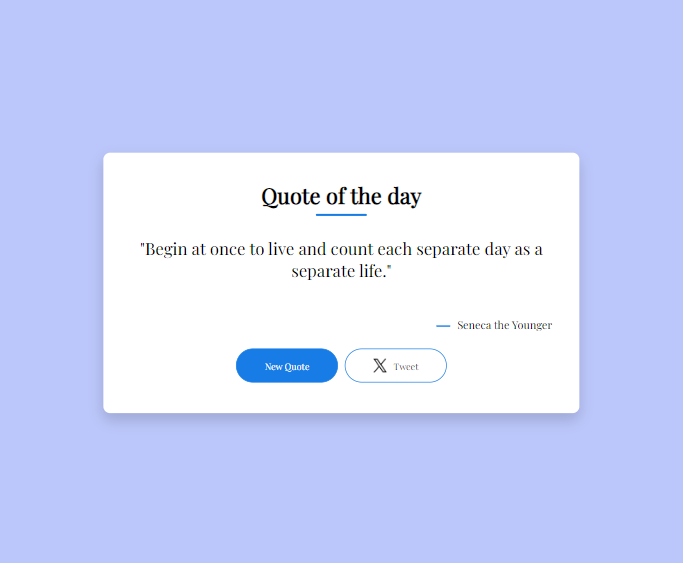 Quote of the day
"Begin at once to live and count each separate day as a
separate life."
Seneca the Younger
New Quote
Tweet